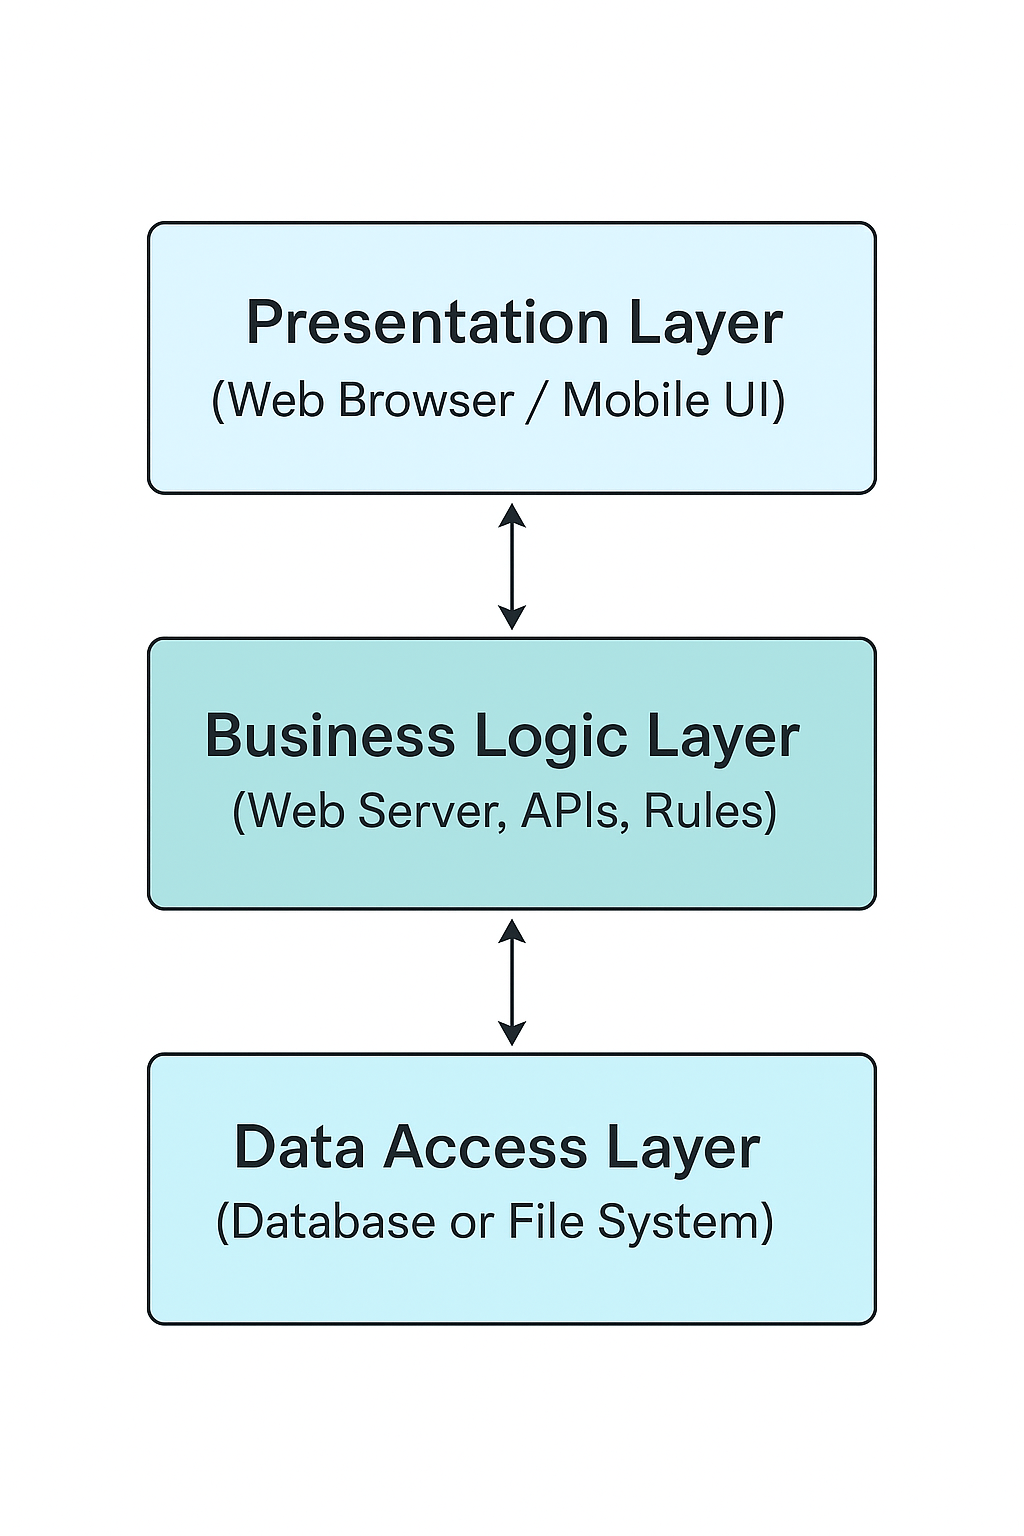 Presentation Layer
(Web Browser / Mobile UI)
Business Logic Layer
(Web Server, APIs, Rules)
Data Access Layer
(Database or File System)